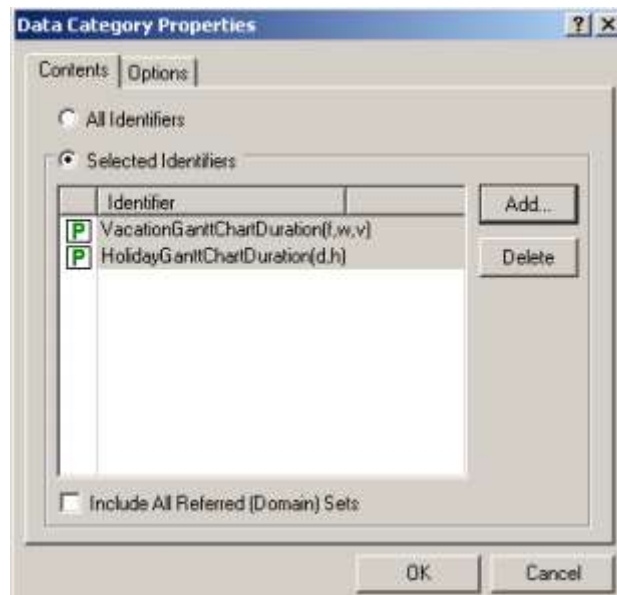 Data Category Properties
Contents Options
All Identifiers
Selected Identifiers
Identifier
Add...
P VacationGanttChartDuration(f,w,v)
P HolidayGanttChartDuration(d,h)
Delete
Include All Referred (Domain) Sets
OK Cancel